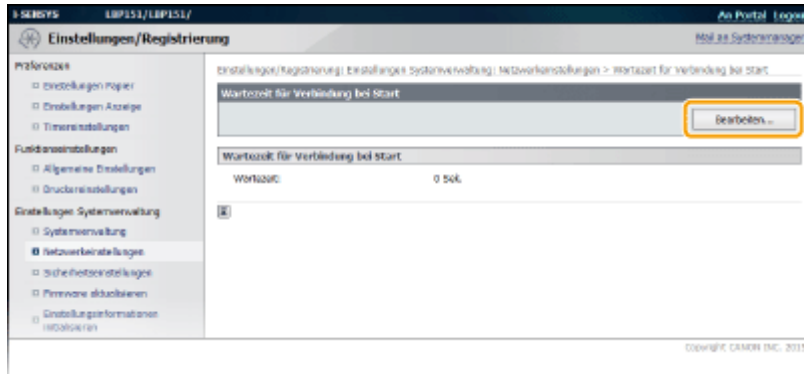 i-SENSYS LBP151/LBP151/ An Portal Logou
Einstellungen/Registrierung Mail an Systemmanager
Präferenzen
Einstellungen Papier
Einstellungen Anzeige
Timereinstellungen
Funktionseinstellungen
Allgemeine Einstellungen
Druckereinstellungen
Einstellungen Systemverwaltung
Systemverwaltung
Netzwerkeinstellungen
Sicherheitseinstellungen
Firmware aktualisieren
Einstellungsinformationen
initialisieren
Einstellungen/Registrierung: Einstellungen Systemverwaltung: Netzwerkeinstellungen > Wartezeit für Verbindung bei Start
Wartezeit für Verbindung bei Start
Bearbeiten...
Wartezeit für Verbindung bei Start
Wartezeit: 0 Sek.
Copyright CANON INC. 2015